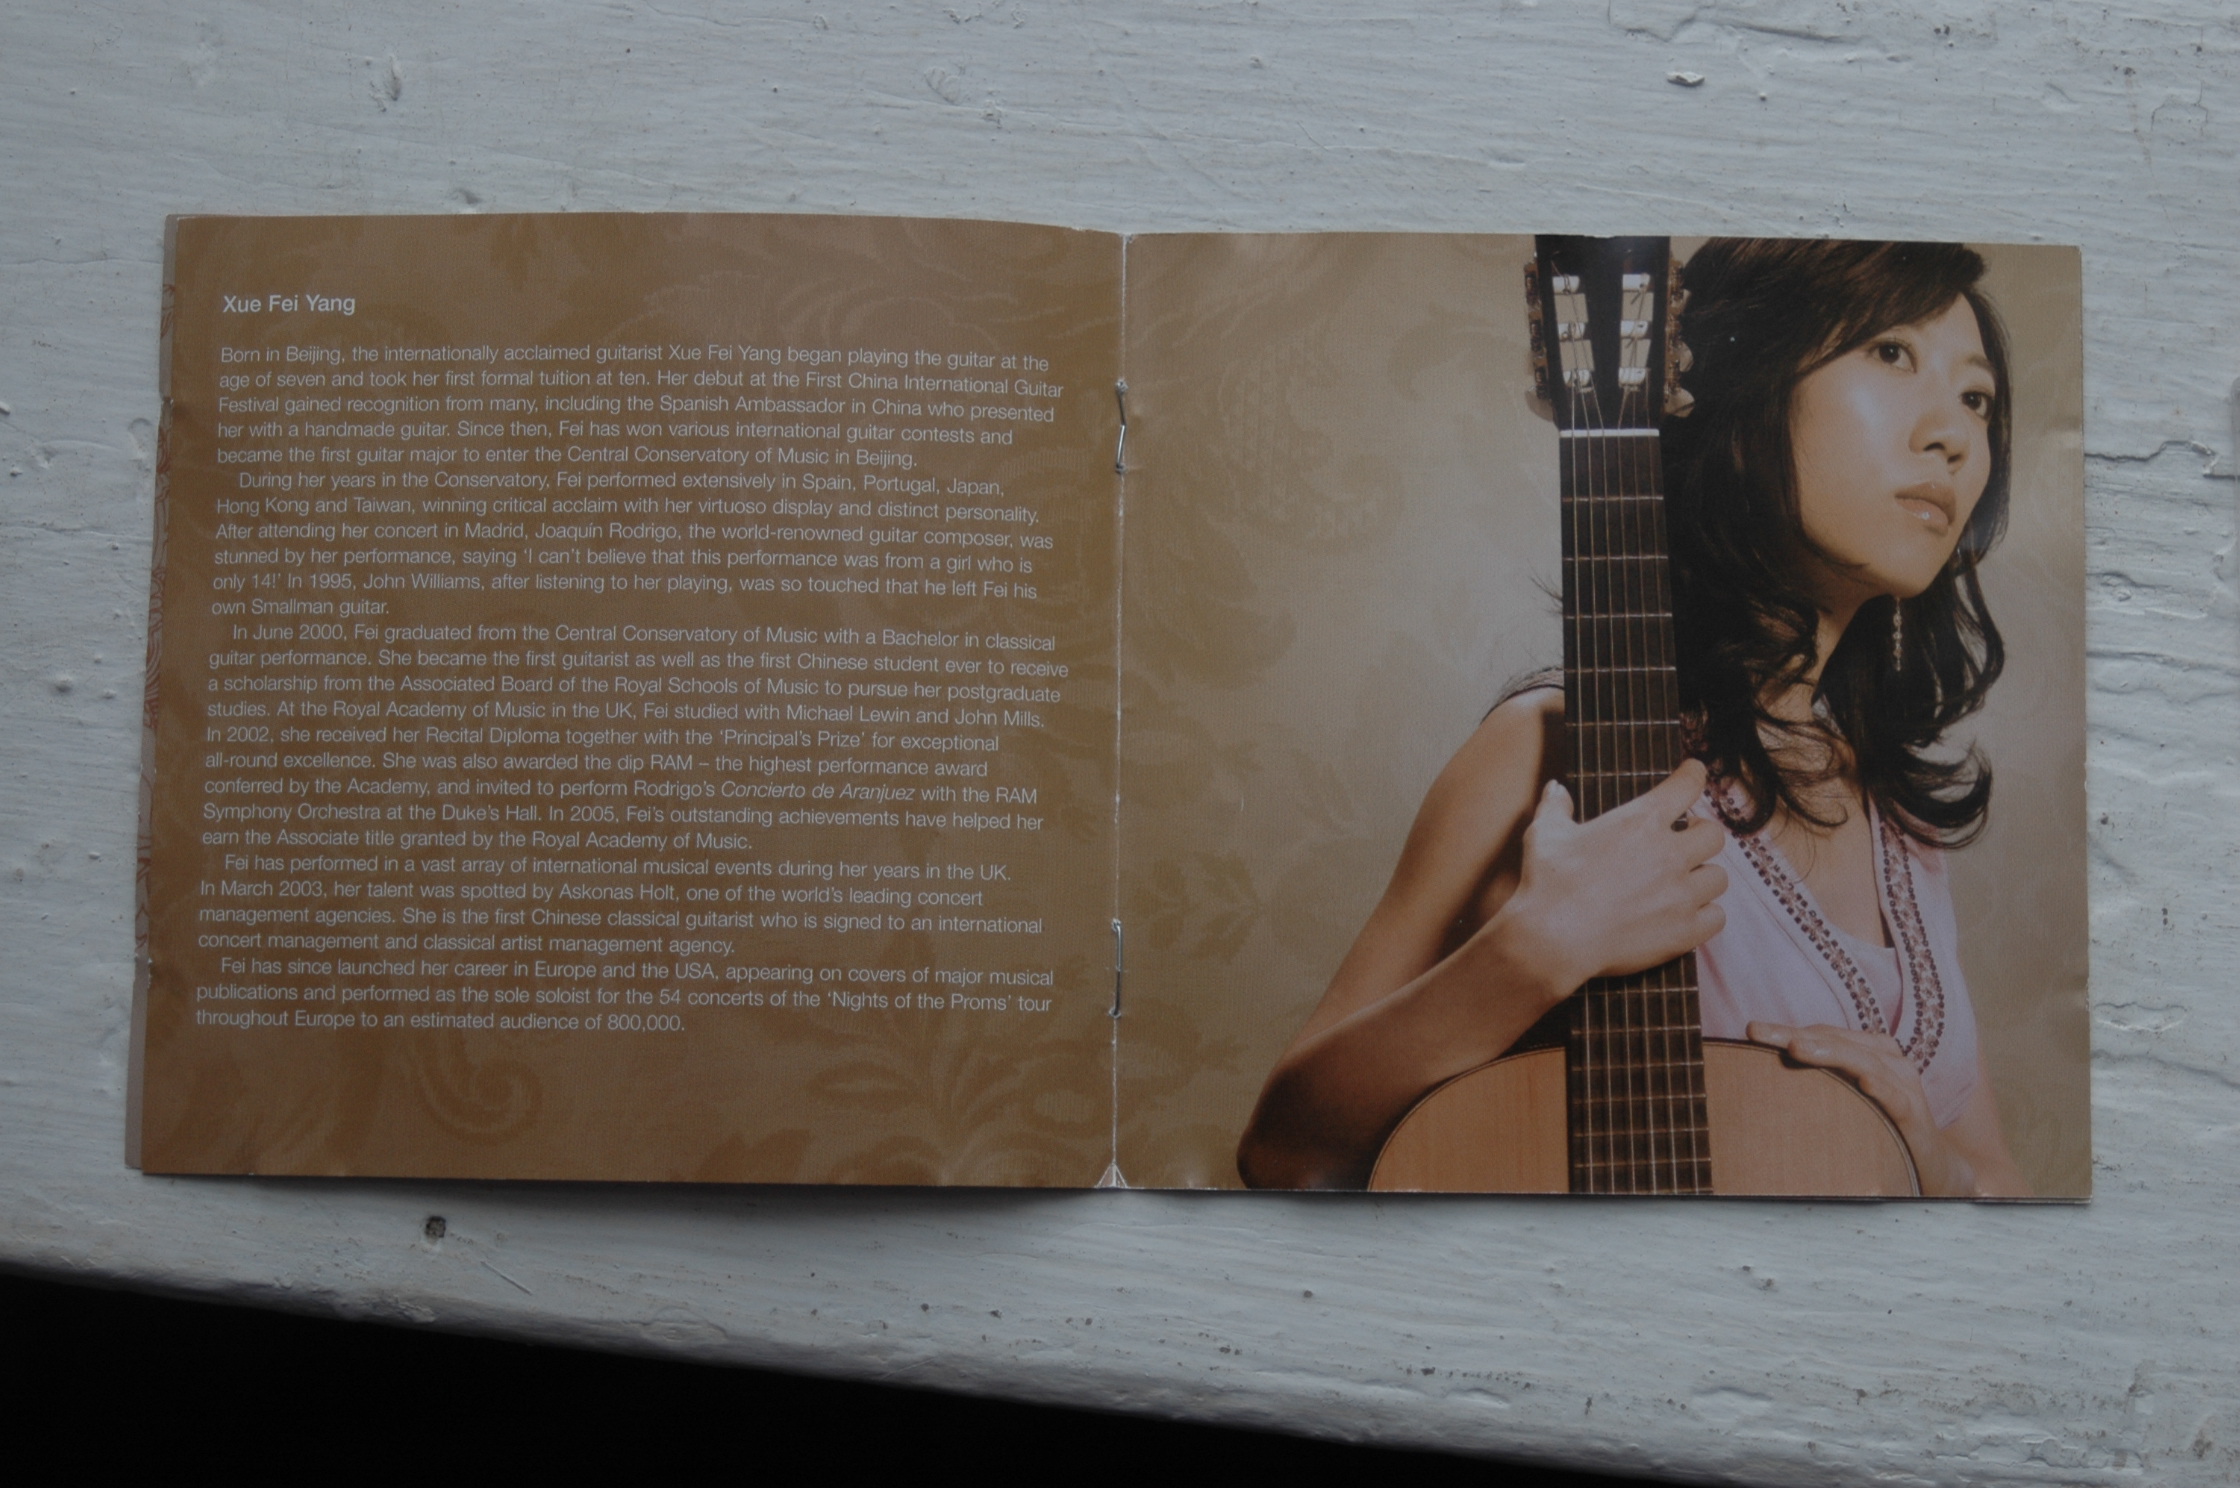 Xue Fei Yang
Born in Beijing, the internationally acclaimed guitarist Xue Fei Yang began playing the guitar at the
age of seven and took her first formal tuition at ten. Her debut at the First China International Guitar
Festival gained recognition from many, including the Spanish Ambassador in China who presented
her with a handmade guitar. Since then, Fei has won various international guitar contests and
became the first guitar major to enter the Central Conservatory of Music in Beijing.
During her years in the Conservatory, Fei performed extensively in Spain, Portugal, Japan,
Hong Kong and Taiwan, winning critical acclaim with her virtuoso display and distinct personality.
After attending her concert in Madrid, Joaquín Rodrigo, the world-renowned guitar composer, was
stunned by her performance, saying ‘I can’t believe that this performance was from a girl who is
only 14!’ In 1995, John Williams, after listening to her playing, was so touched that he left Fei his
own Smallman guitar.
In June 2000, Fei graduated from the Central Conservatory of Music with a Bachelor in classical
guitar performance. She became the first guitarist as well as the first Chinese student ever to receive
a scholarship from the Associated Board of the Royal Schools of Music to pursue her postgraduate
studies. At the Royal Academy of Music in the UK, Fei studied with Michael Lewin and John Mills.
In 2002, she received her Recital Diploma together with the ‘Principal’s Prize’ for exceptional
all-round excellence. She was also awarded the dip RAM – the highest performance award
conferred by the Academy, and invited to perform Rodrigo’s Concierto de Aranjuez with the RAM
Symphony Orchestra at the Duke’s Hall. In 2005, Fei’s outstanding achievements have helped her
earn the Associate title granted by the Royal Academy of Music.
Fei has performed in a vast array of international musical events during her years in the UK.
In March 2003, her talent was spotted by Askonas Holt, one of the world’s leading concert
management agencies. She is the first Chinese classical guitarist who is signed to an international
concert management and classical artist management agency.
Fei has since launched her career in Europe and the USA, appearing on covers of major musical
publications and performed as the sole soloist for the 54 concerts of the ‘Nights of the Proms’ tour
throughout Europe to an estimated audience of 800,000.